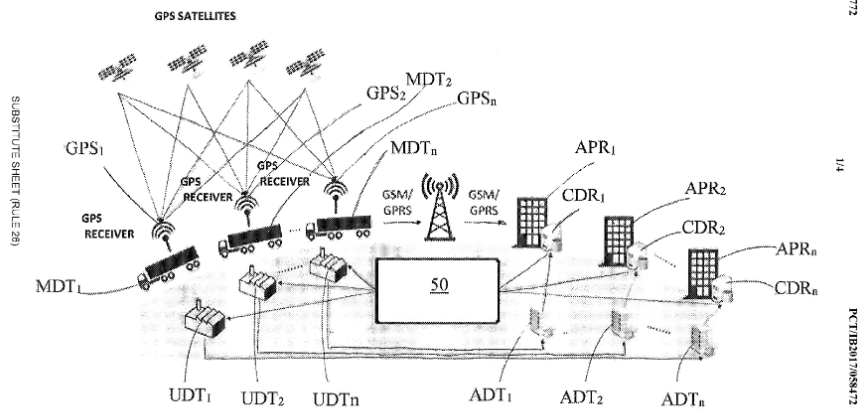 GPS SATELLITES
772
MDT2
GPS2
GPSn
GPS1
MDTn
APR1
1/4
SUBSTITUTE SHEET (RULE 26)
GPS
RECEIVER
GPS
RECEIVER
GPS
RECEIVER
GSM/
GPRS
GSM/
GPRS
CDR1
APR2
CDR2
APRn
MDT1
50
CDRn
PCT/IB2017/058472
UDT1
UDT2
UDTn
ADT1
ADT2
ADTn